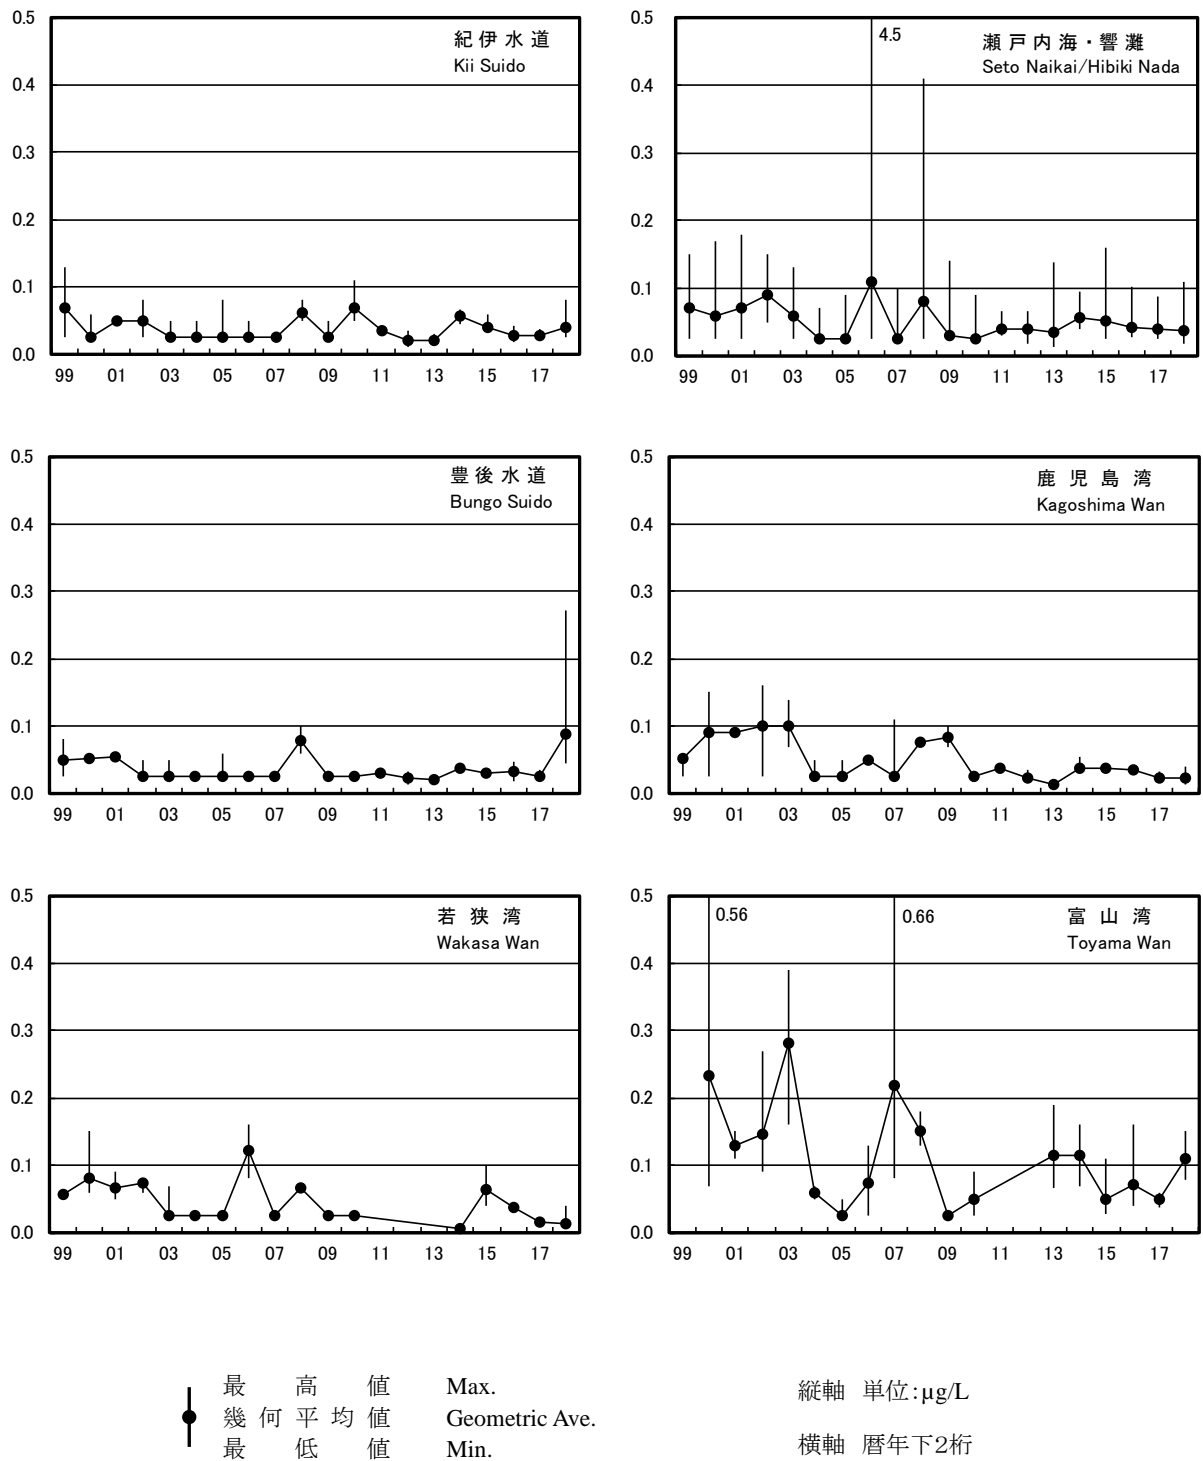 0.5
0.4
0.3
0.2
0.1
0.0
99 01 03 05 07 09 11 13 15 17
紀伊水道
Kii Suido
0.5
0.4
0.3
0.2
0.1
0.0
99 01 03 05 07 09 11 13 15 17
4.5
瀬戸内海・響灘
Seto Naikai/Hibiki Nada
0.5
0.4
0.3
0.2
0.1
0.0
99 01 03 05 07 09 11 13 15 17
豊後水道
Bungo Suido
0.5
0.4
0.3
0.2
0.1
0.0
99 01 03 05 07 09 11 13 15 17
鹿児島湾
Kagoshima Wan
0.5
0.4
0.3
0.2
0.1
0.0
99 01 03 05 07 09 11 13 15 17
若狭湾
Wakasa Wan
0.5
0.4
0.3
0.2
0.1
0.0
99 01 03 05 07 09 11 13 15 17
0.56
0.66
富山湾
Toyama Wan
最高値 Max.
幾何平均値 Geometric Ave.
最低値 Min.
縦軸 単位:µg/L
横軸 暦年下2桁